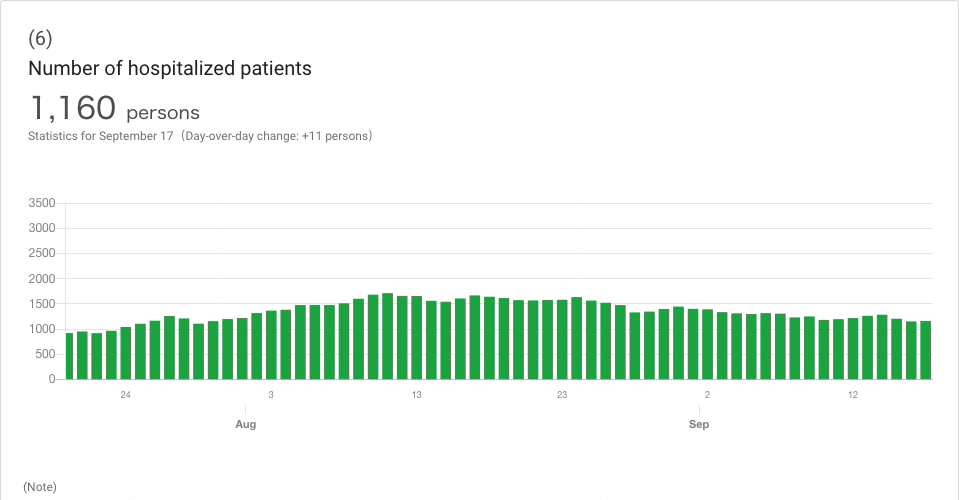 (6)
Number of hospitalized patients
1,160 persons
Statistics for September 17（Day-over-day change: +11 persons）
3500
3000
2500
2000
1500
1000
500
0
24 3 13 23 2 12
Aug Sep
(Note)